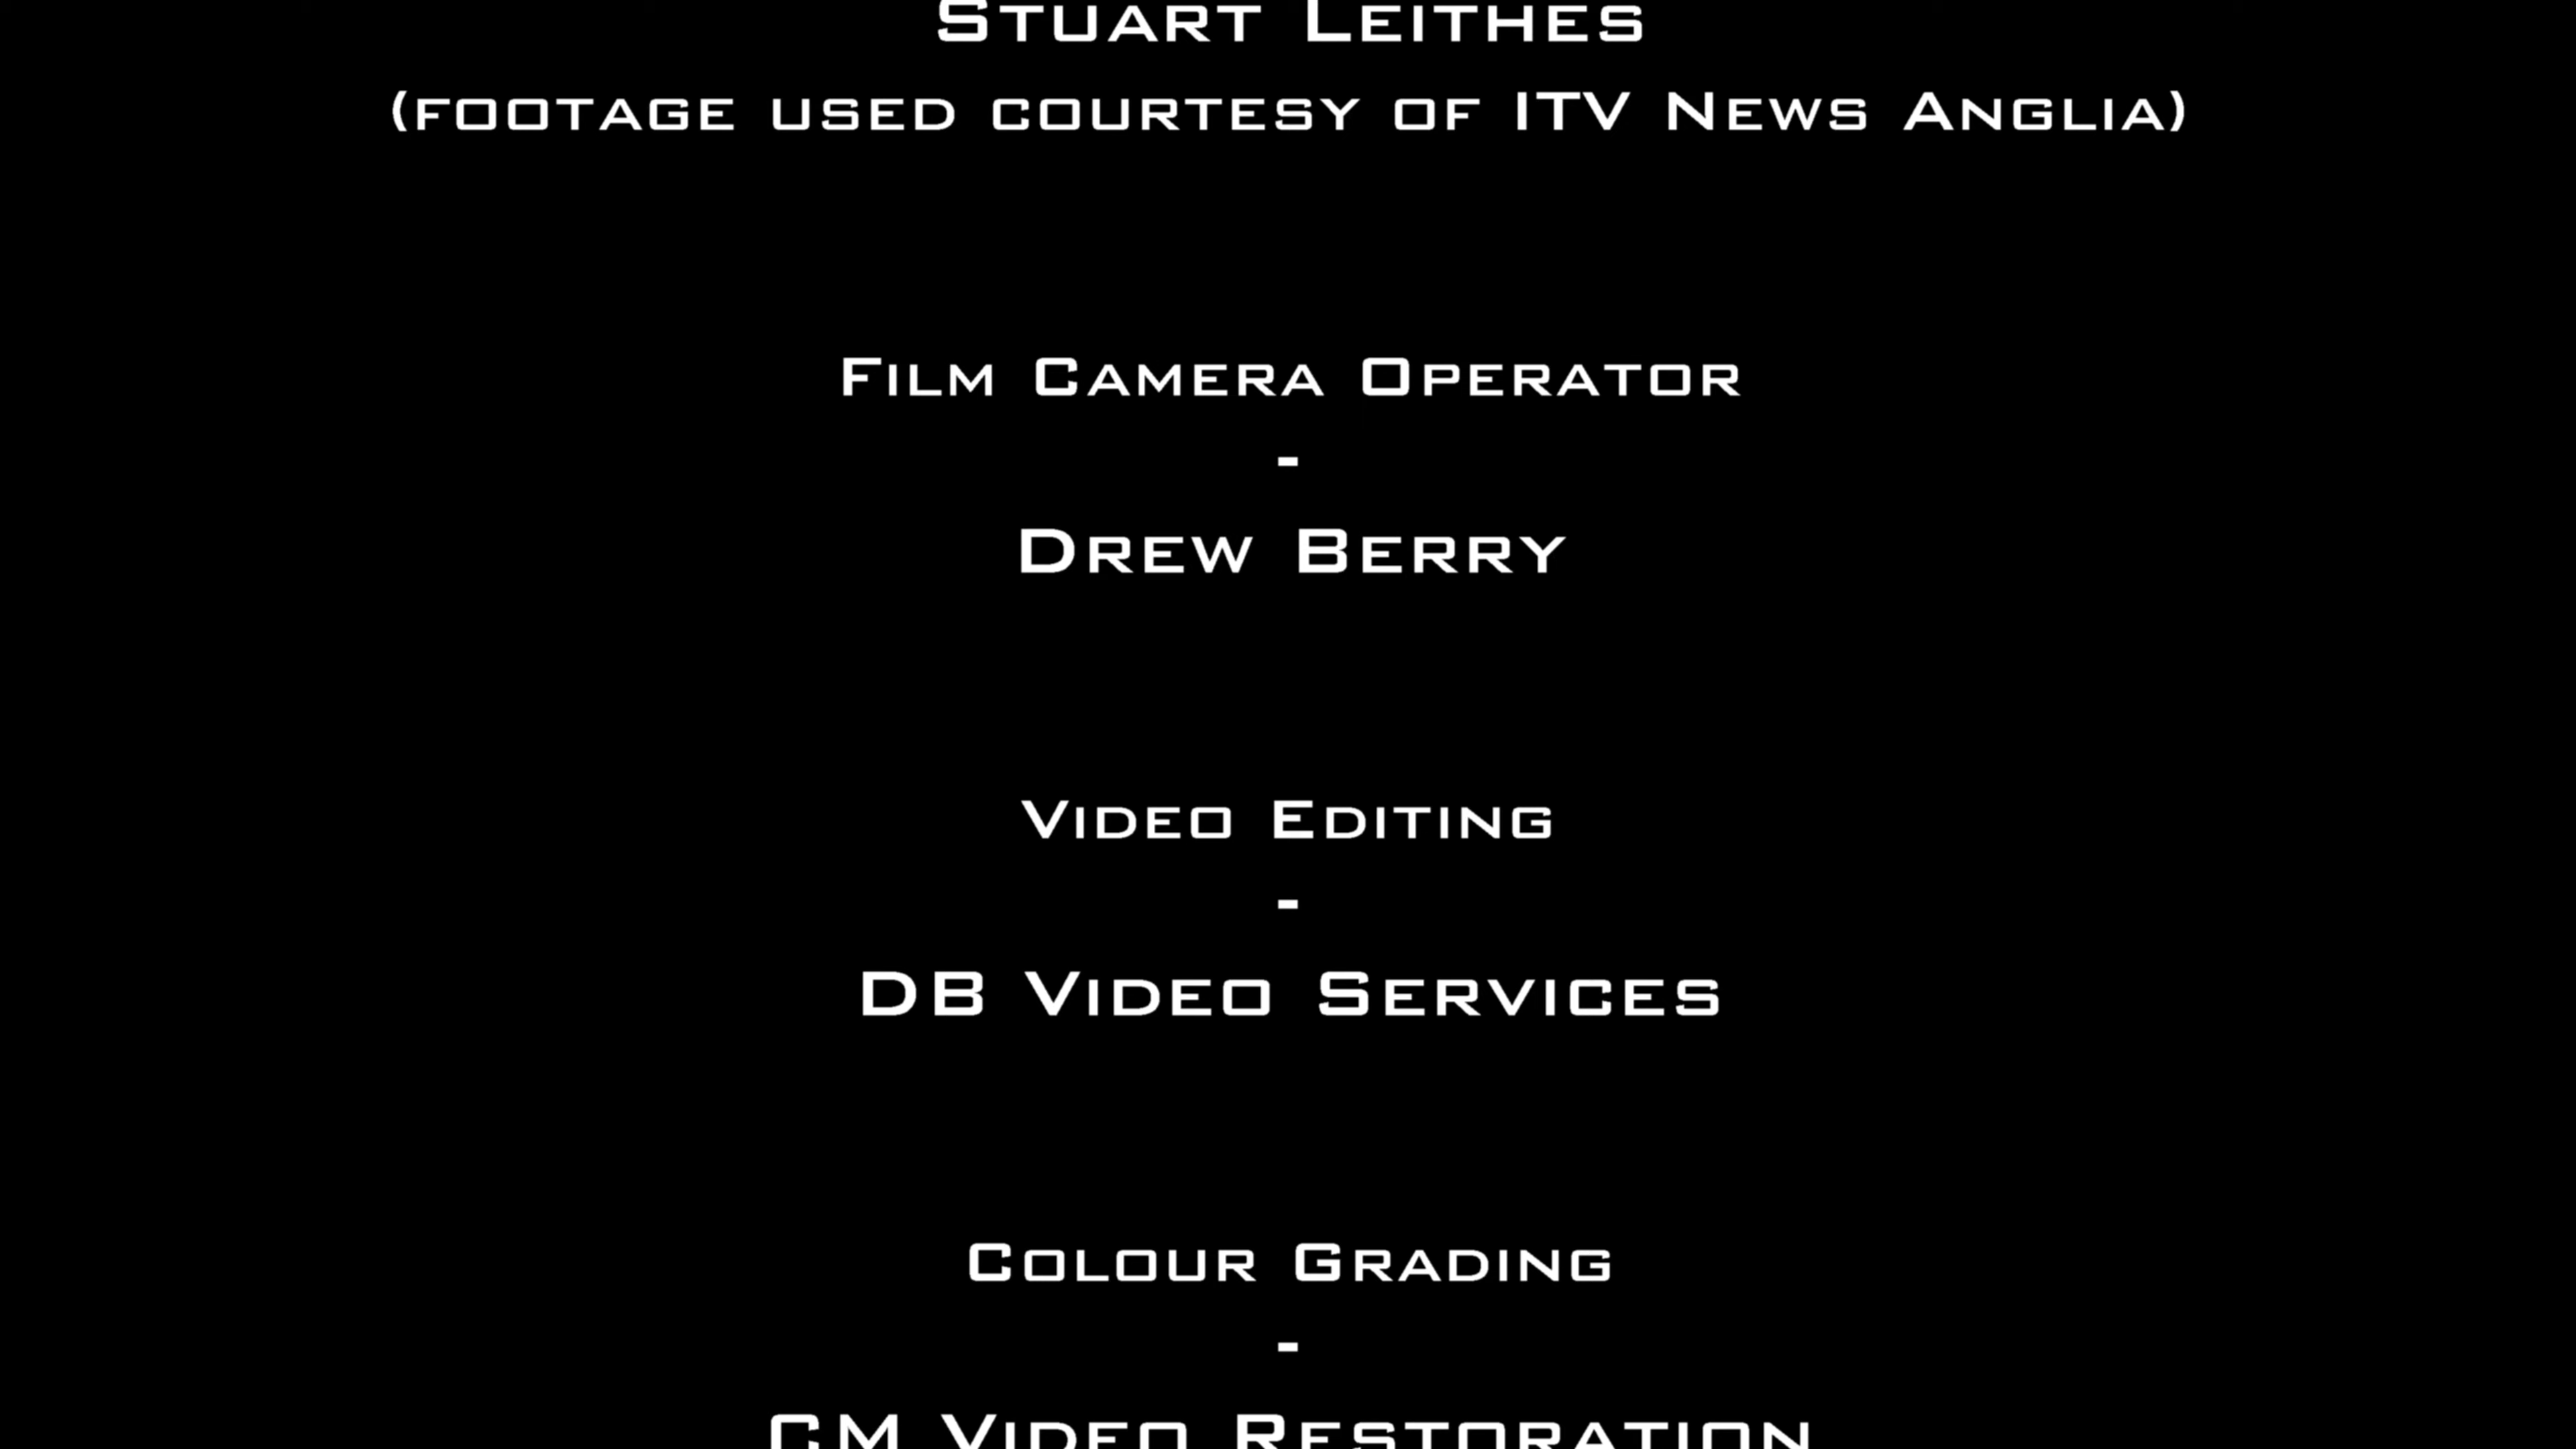 Stuart Leithes
(footage used courtesy of ITV News Anglia)
Film Camera Operator
-
Drew Berry
Video Editing
-
DB Video Services
Colour Grading
-
CM Video Restoration